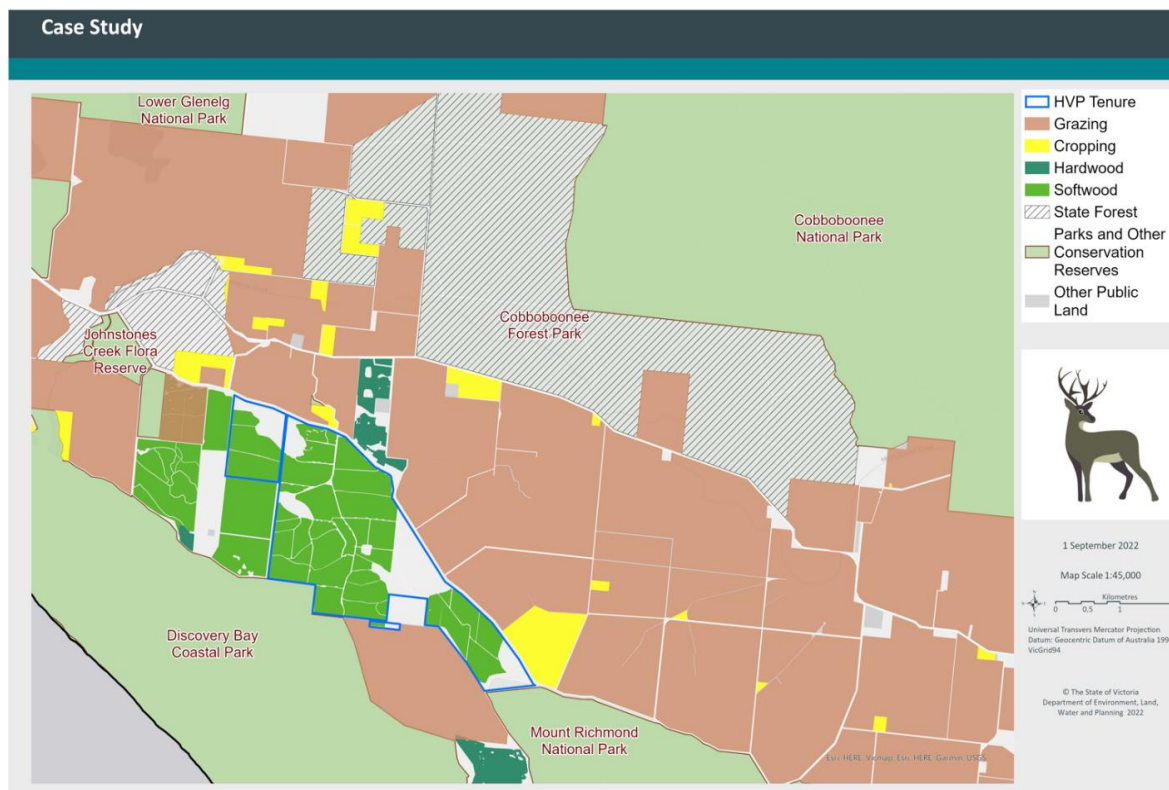 Case Study
Lower Glenelg
National Park
Cobboboonee
National Park
Cobboboonee
Forest Park
Johnstones
Creek Flora
Reserve
Discovery Bay
Coastal Park
Mount Richmond
National Park
Esri, HERE, Garmin, USGS
HVP Tenure
Grazing
Cropping
Hardwood
Softwood
State Forest
Parks and Other
Conservation
Reserves
Other Public
Land
1 September 2022
Map Scale 1:45,000
Kilometres
0 0.5 1
Universal Transvers Mercator Projection
Datum: Geocentric Datum of Australia 199
VicGrid94
© The State of Victoria
Department of Environment, Land,
Water and Planning 2022